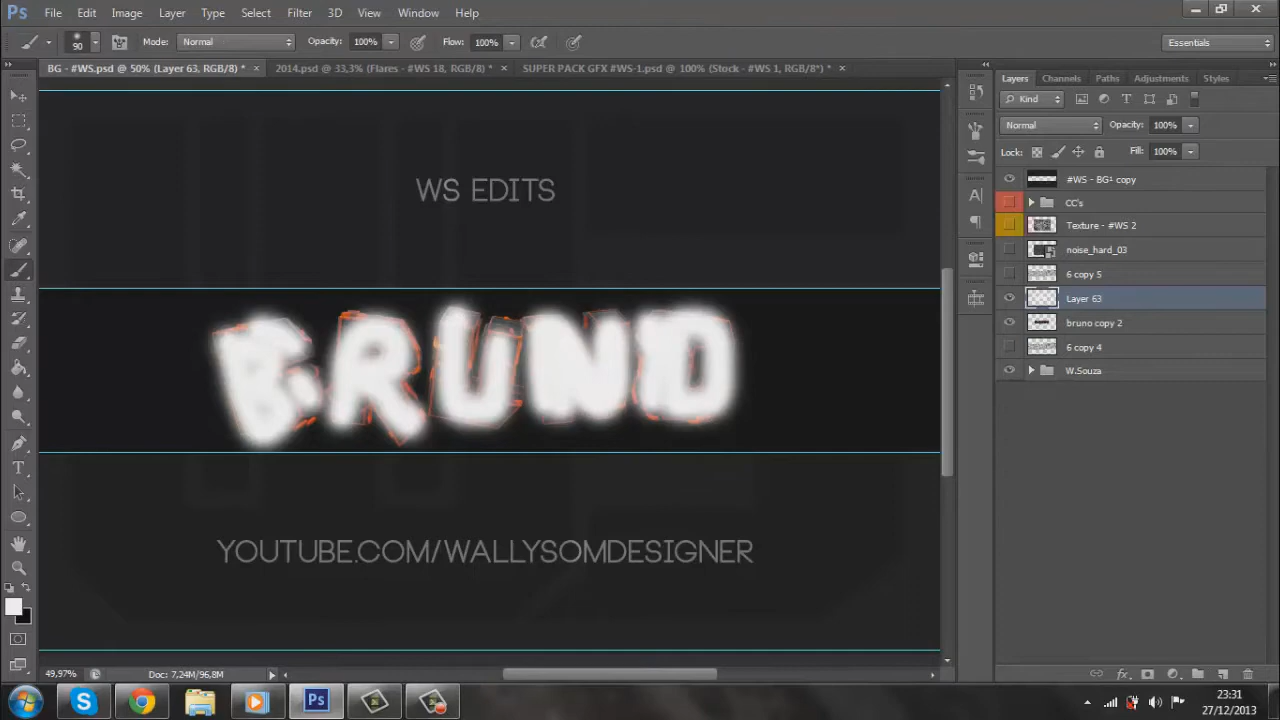 Ps File Edit Image Layer Type Select Filter 3D View Window Help
90 Mode: Normal Opacity: 100% Flow: 100% Essentials
BG - #WS.psd @ 50% (Layer 63, RGB/8) * × 2014.psd @ 33,3% (Flares - #WS 18, RGB/8) * × SUPER PACK GFX #WS-1.psd @ 100% (Stock - #WS 1, RGB/8*) * ×
Layers Channels Paths Adjustments Styles
Kind
Normal Opacity: 100%
Lock: Fill: 100%
#WS - BG¹ copy
CC's
Texture - #WS 2
noise_hard_03
6 copy 5
Layer 63
bruno copy 2
6 copy 4
W.Souza
WS EDITS
BRUNO
YOUTUBE.COM/WALLYSOMDESIGNER
49,97% Doc: 7,24M/96,8M
23:31
27/12/2013